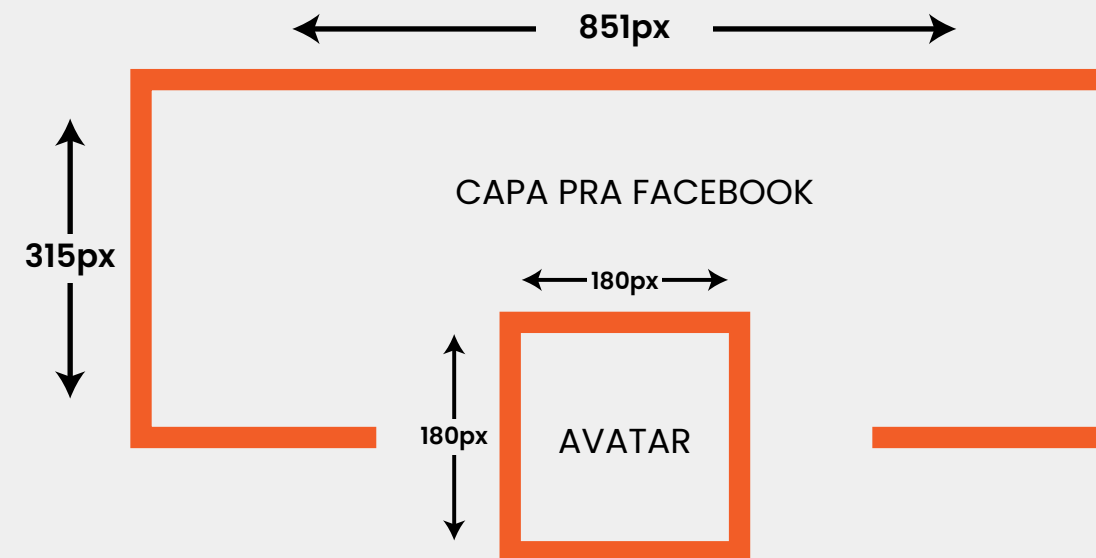 851px
CAPA PRA FACEBOOK
315px
180px
180px
AVATAR